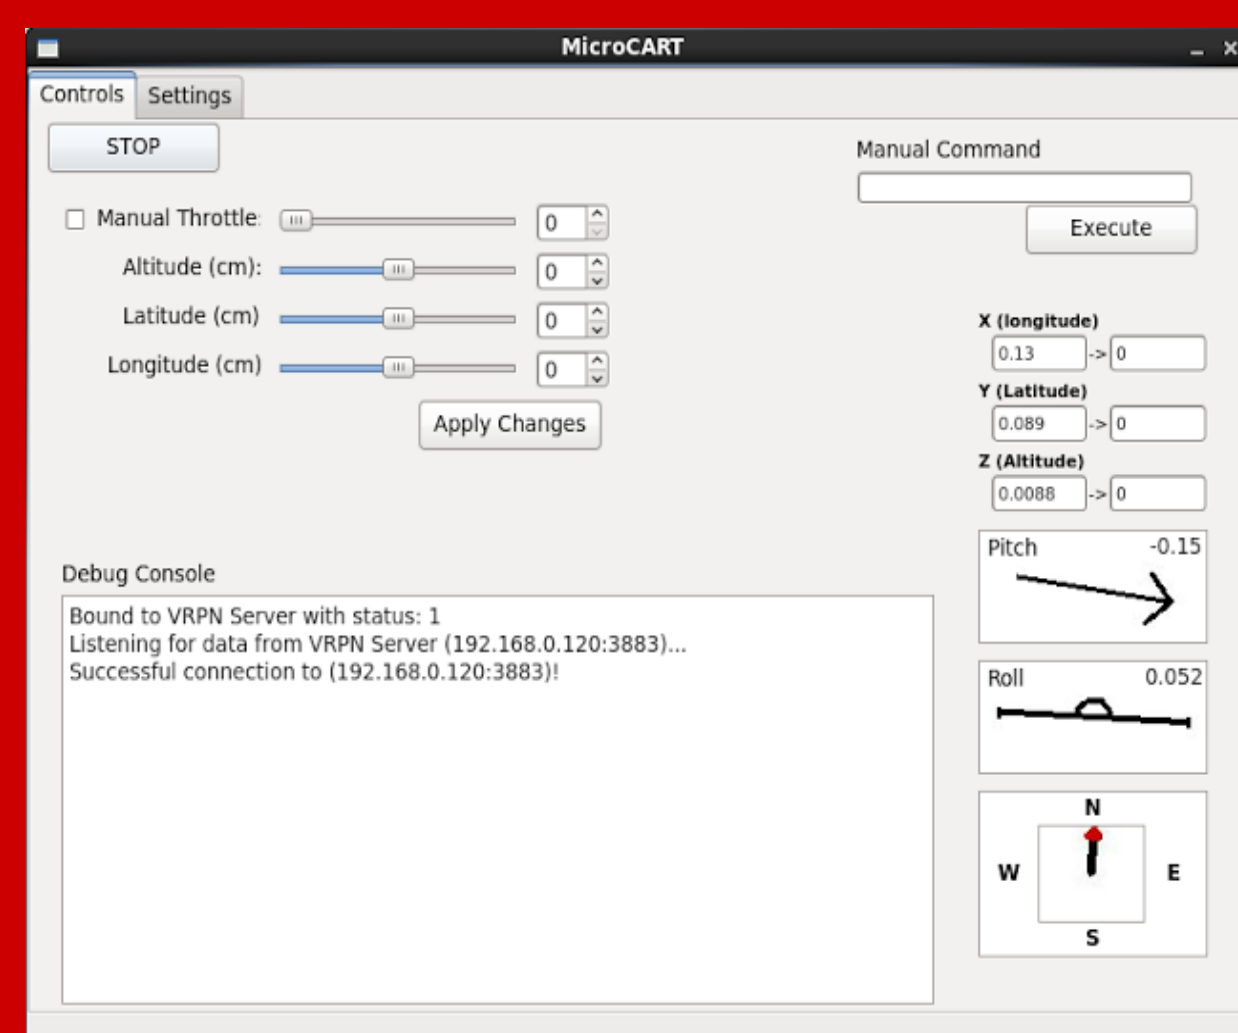 MicroCART
Controls Settings
STOP
Manual Command
Execute
Manual Throttle: 0
Altitude (cm): 0
Latitude (cm) 0
Longitude (cm) 0
Apply Changes
X (longitude)
0.13 -> 0
Y (Latitude)
0.089 -> 0
Z (Altitude)
0.0088 -> 0
Pitch -0.15
Roll 0.052
N
W E
S
Debug Console
Bound to VRPN Server with status: 1
Listening for data from VRPN Server (192.168.0.120:3883)...
Successful connection to (192.168.0.120:3883)!